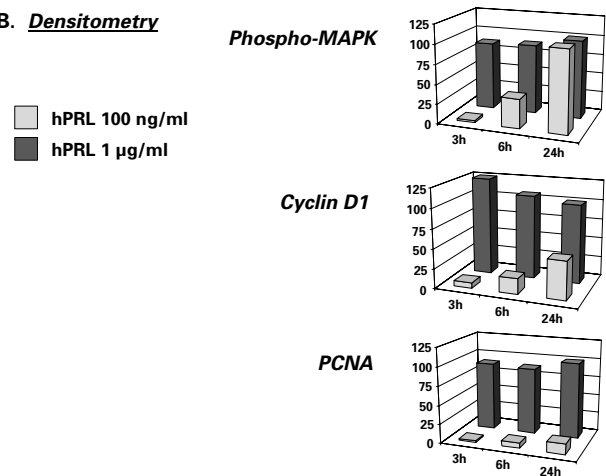 B. Densitometry
hPRL 100 ng/ml
hPRL 1 µg/ml
Phospho-MAPK
125
100
75
50
25
0
3h
6h
24h
Cyclin D1
125
100
75
50
25
0
3h
6h
24h
PCNA
125
100
75
50
25
0
3h
6h
24h